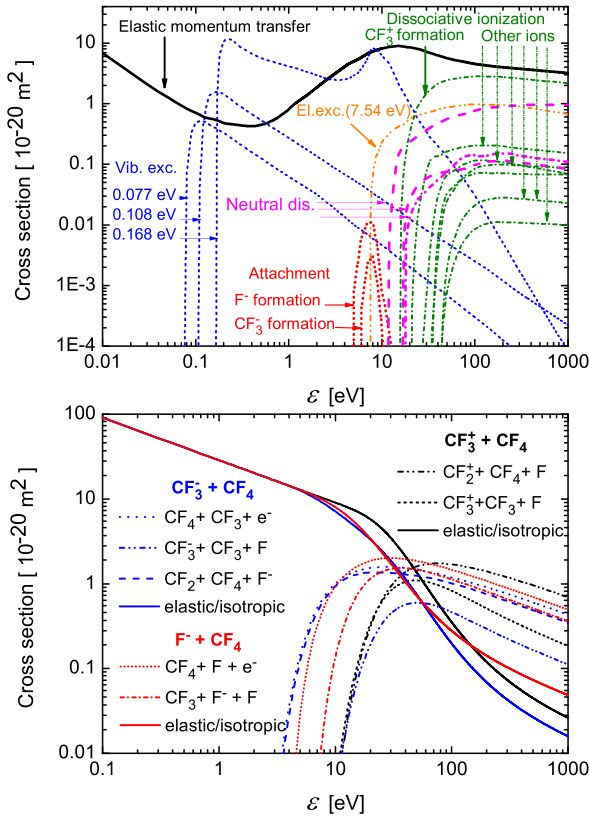 Dissociative ionization
Elastic momentum transfer
CF₃⁺ formation
Other ions
El.exc.(7.54 eV)
Vib. exc.
0.077 eV
0.108 eV
0.168 eV
Neutral dis.
Attachment
F⁻ formation
CF₃⁻ formation
Cross section [ 10⁻²⁰ m²]
10
1
0.1
0.01
1E-3
1E-4
0.01 0.1 1 10 100 1000
ε [eV]
Cross section [ 10⁻²⁰ m²]
100
10
1
0.1
0.01
CF₃⁺ + CF₄
CF₂⁺ + CF₄ + F
CF₃⁺+CF₃ + F
elastic/isotropic
CF₃⁻ + CF₄
CF₄+ CF₃ + e⁻
CF₃⁻+ CF₃ + F
CF₂ + CF₄ + F⁻
elastic/isotropic
F⁻ + CF₄
CF₄ + F + e⁻
CF₃+ F⁻ + F
elastic/isotropic
0.1 1 10 100 1000
ε [eV]